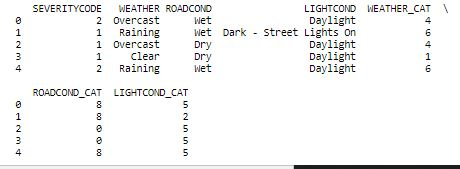 SEVERITYCODE WEATHER ROADCOND LIGHTCOND WEATHER_CAT \
0 2 Overcast Wet Daylight 4
1 1 Raining Wet Dark - Street Lights On 6
2 1 Overcast Dry Daylight 4
3 1 Clear Dry Daylight 1
4 2 Raining Wet Daylight 6
ROADCOND_CAT LIGHTCOND_CAT
0 8 5
1 8 2
2 0 5
3 0 5
4 8 5